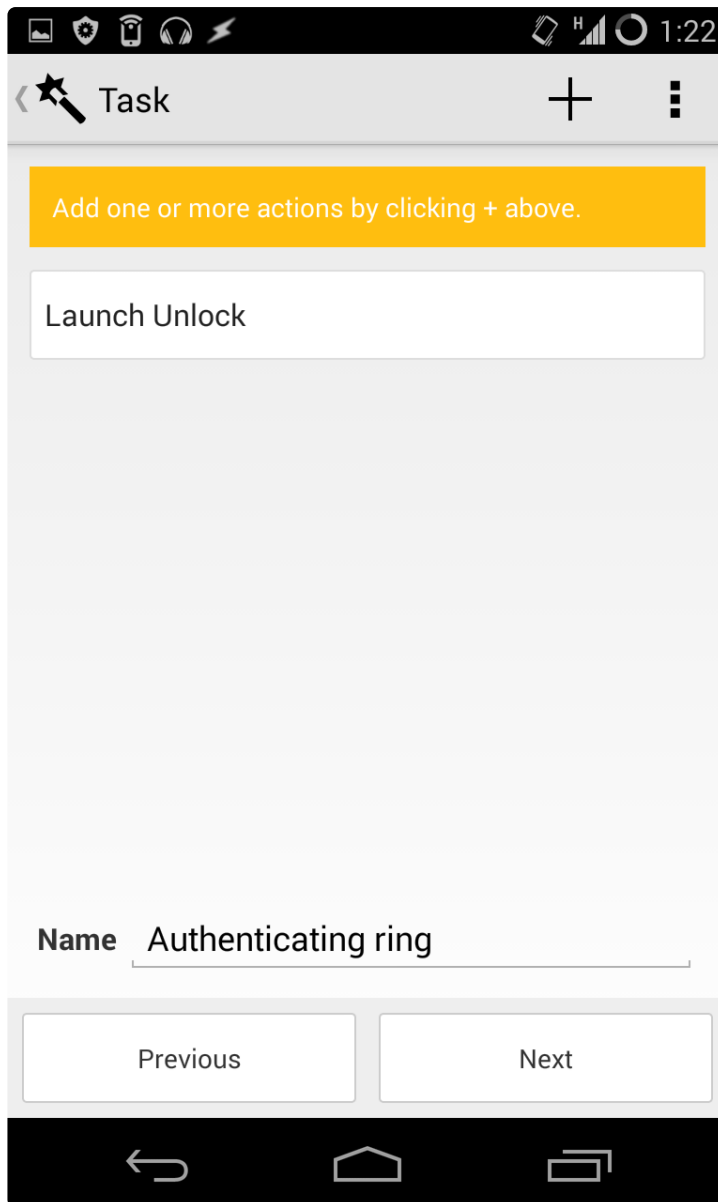 H 1:22
Task
Add one or more actions by clicking + above.
Launch Unlock
Name Authenticating ring
Previous Next